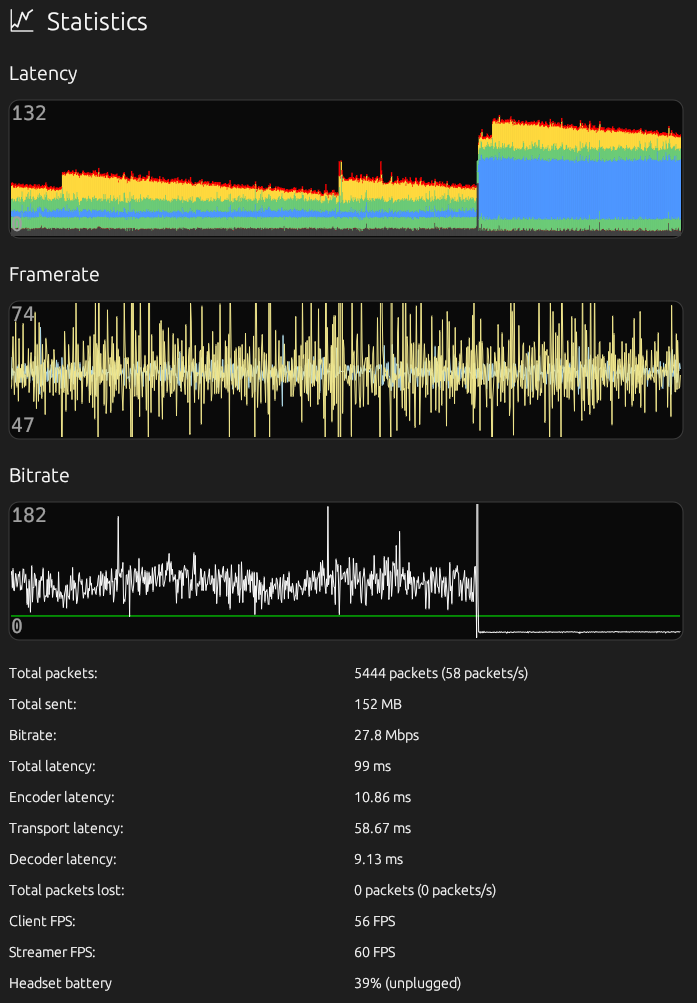 Statistics
Latency
132
0
Framerate
74
47
Bitrate
182
0
Total packets: 5444 packets (58 packets/s)
Total sent: 152 MB
Bitrate: 27.8 Mbps
Total latency: 99 ms
Encoder latency: 10.86 ms
Transport latency: 58.67 ms
Decoder latency: 9.13 ms
Total packets lost: 0 packets (0 packets/s)
Client FPS: 56 FPS
Streamer FPS: 60 FPS
Headset battery 39% (unplugged)